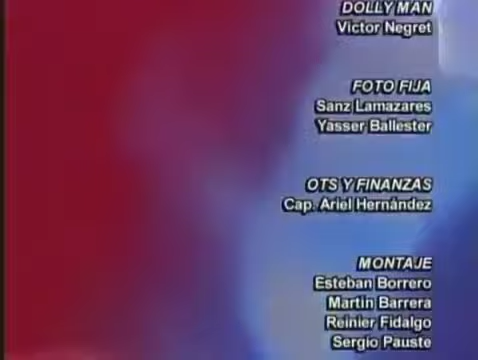 DOLLY MAN
Victor Negret
FOTO FIJA
Sanz Lamazares
Yasser Ballester
OTS Y FINANZAS
Cap. Ariel Hernández
MONTAJE
Esteban Borrero
Martin Barrera
Reinier Fidalgo
Sergio Pauste